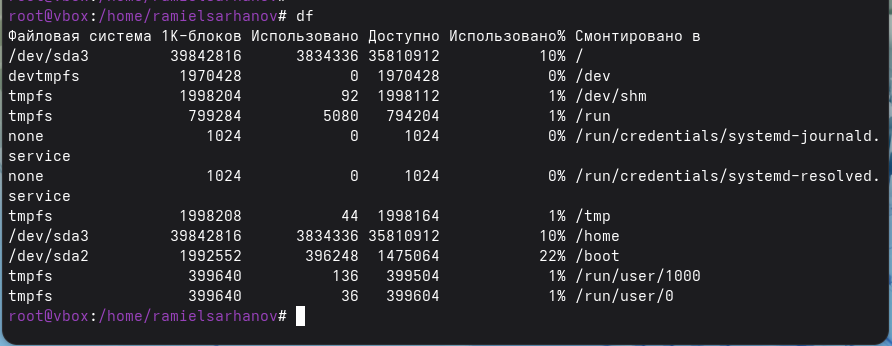 root@vbox:/home/ramielsarhanov# df
Файловая система 1K-блоков Использовано Доступно Использовано% Смонтировано в
/dev/sda3 39842816 3834336 35810912 10% /
devtmpfs 1970428 0 1970428 0% /dev
tmpfs 1998204 92 1998112 1% /dev/shm
tmpfs 799284 5080 794204 1% /run
none 1024 0 1024 0% /run/credentials/systemd-journald.
service
none 1024 0 1024 0% /run/credentials/systemd-resolved.
service
tmpfs 1998208 44 1998164 1% /tmp
/dev/sda3 39842816 3834336 35810912 10% /home
/dev/sda2 1992552 396248 1475064 22% /boot
tmpfs 399640 136 399504 1% /run/user/1000
tmpfs 399640 36 399604 1% /run/user/0
root@vbox:/home/ramielsarhanov#